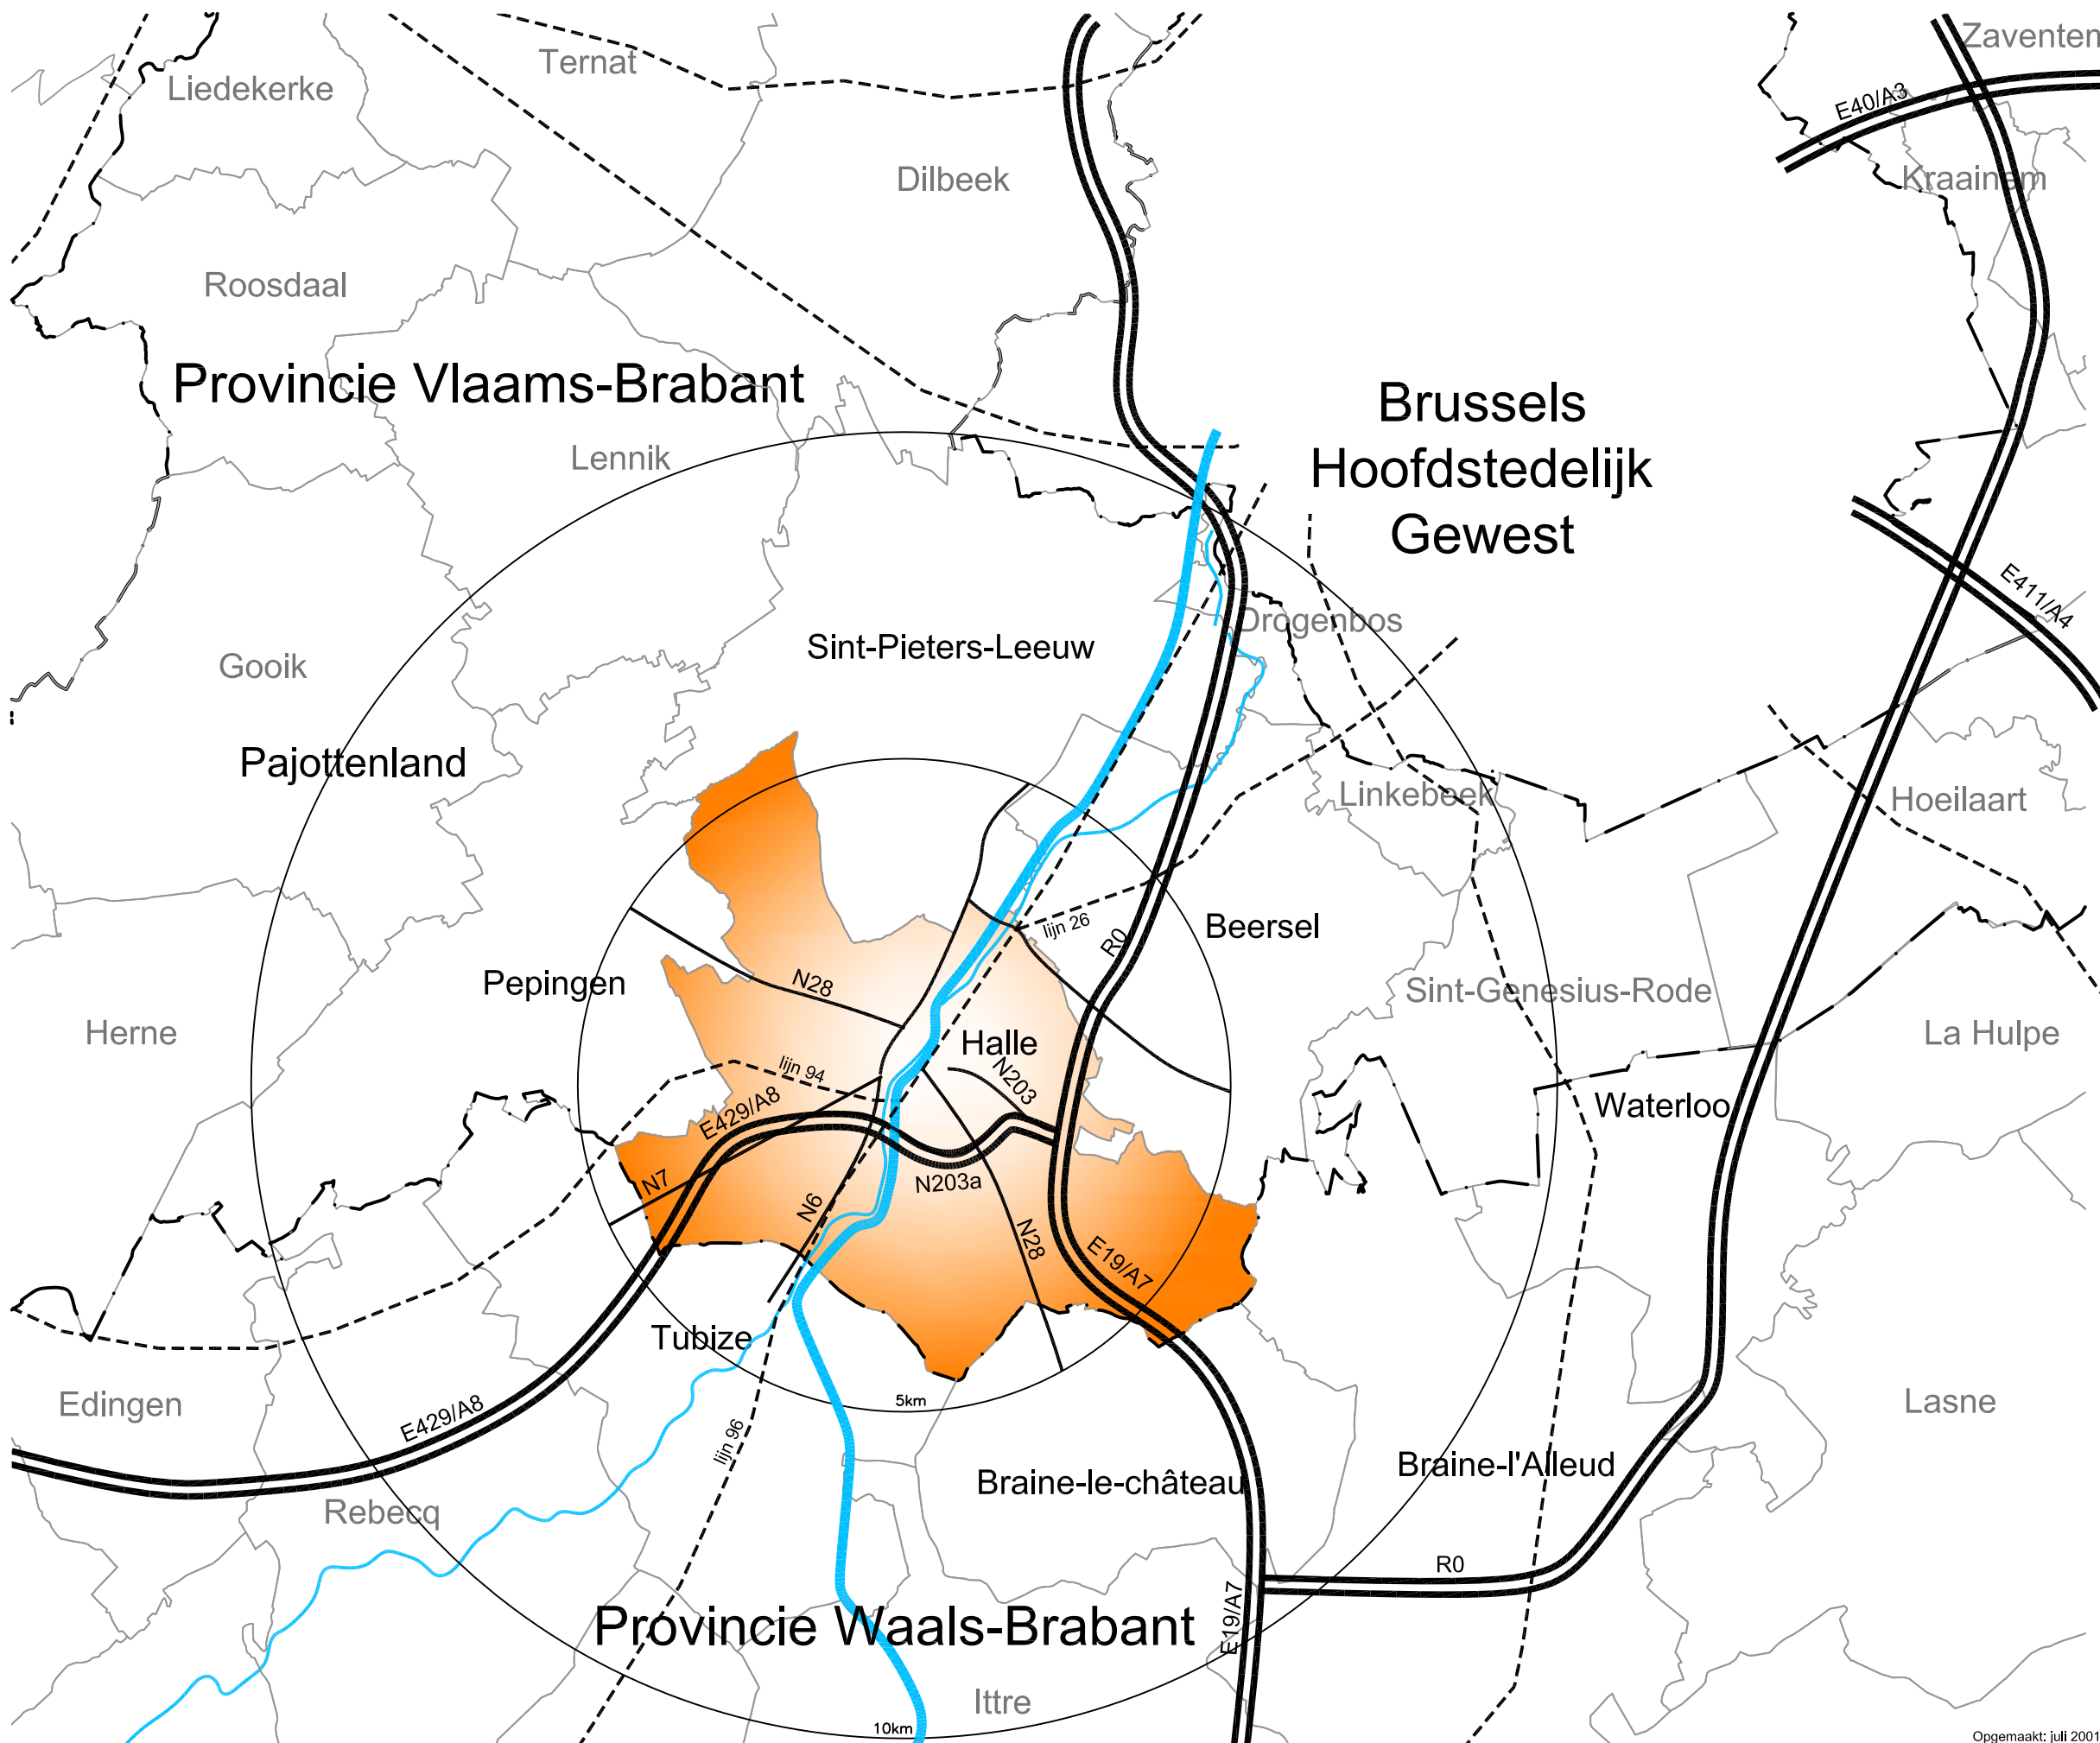 Zaventem
Ternat
Liedekerke
E40/A3
Dilbeek
Kraainem
Roosdaal
Provincie Vlaams-Brabant
Brussels
Hoofdstedelijk
Gewest
Lennik
E411/A4
Drogenbos
Sint-Pieters-Leeuw
Gooik
Pajottenland
Linkebeek
Hoeilaart
lijn 26
Beersel
R0
Pepingen
N28
Sint-Genesius-Rode
Herne
Halle
La Hulpe
lijn 94
N203
E429/A8
Waterloo
N7
N203a
N6
N28
E19/A7
Tubize
5km
Edingen
E429/A8
Lasne
lijn 96
Braine-l'Alleud
Braine-le-château
Rebecq
R0
E19/A7
Provincie Waals-Brabant
Ittre
10km
Opgemaakt: juli 2001